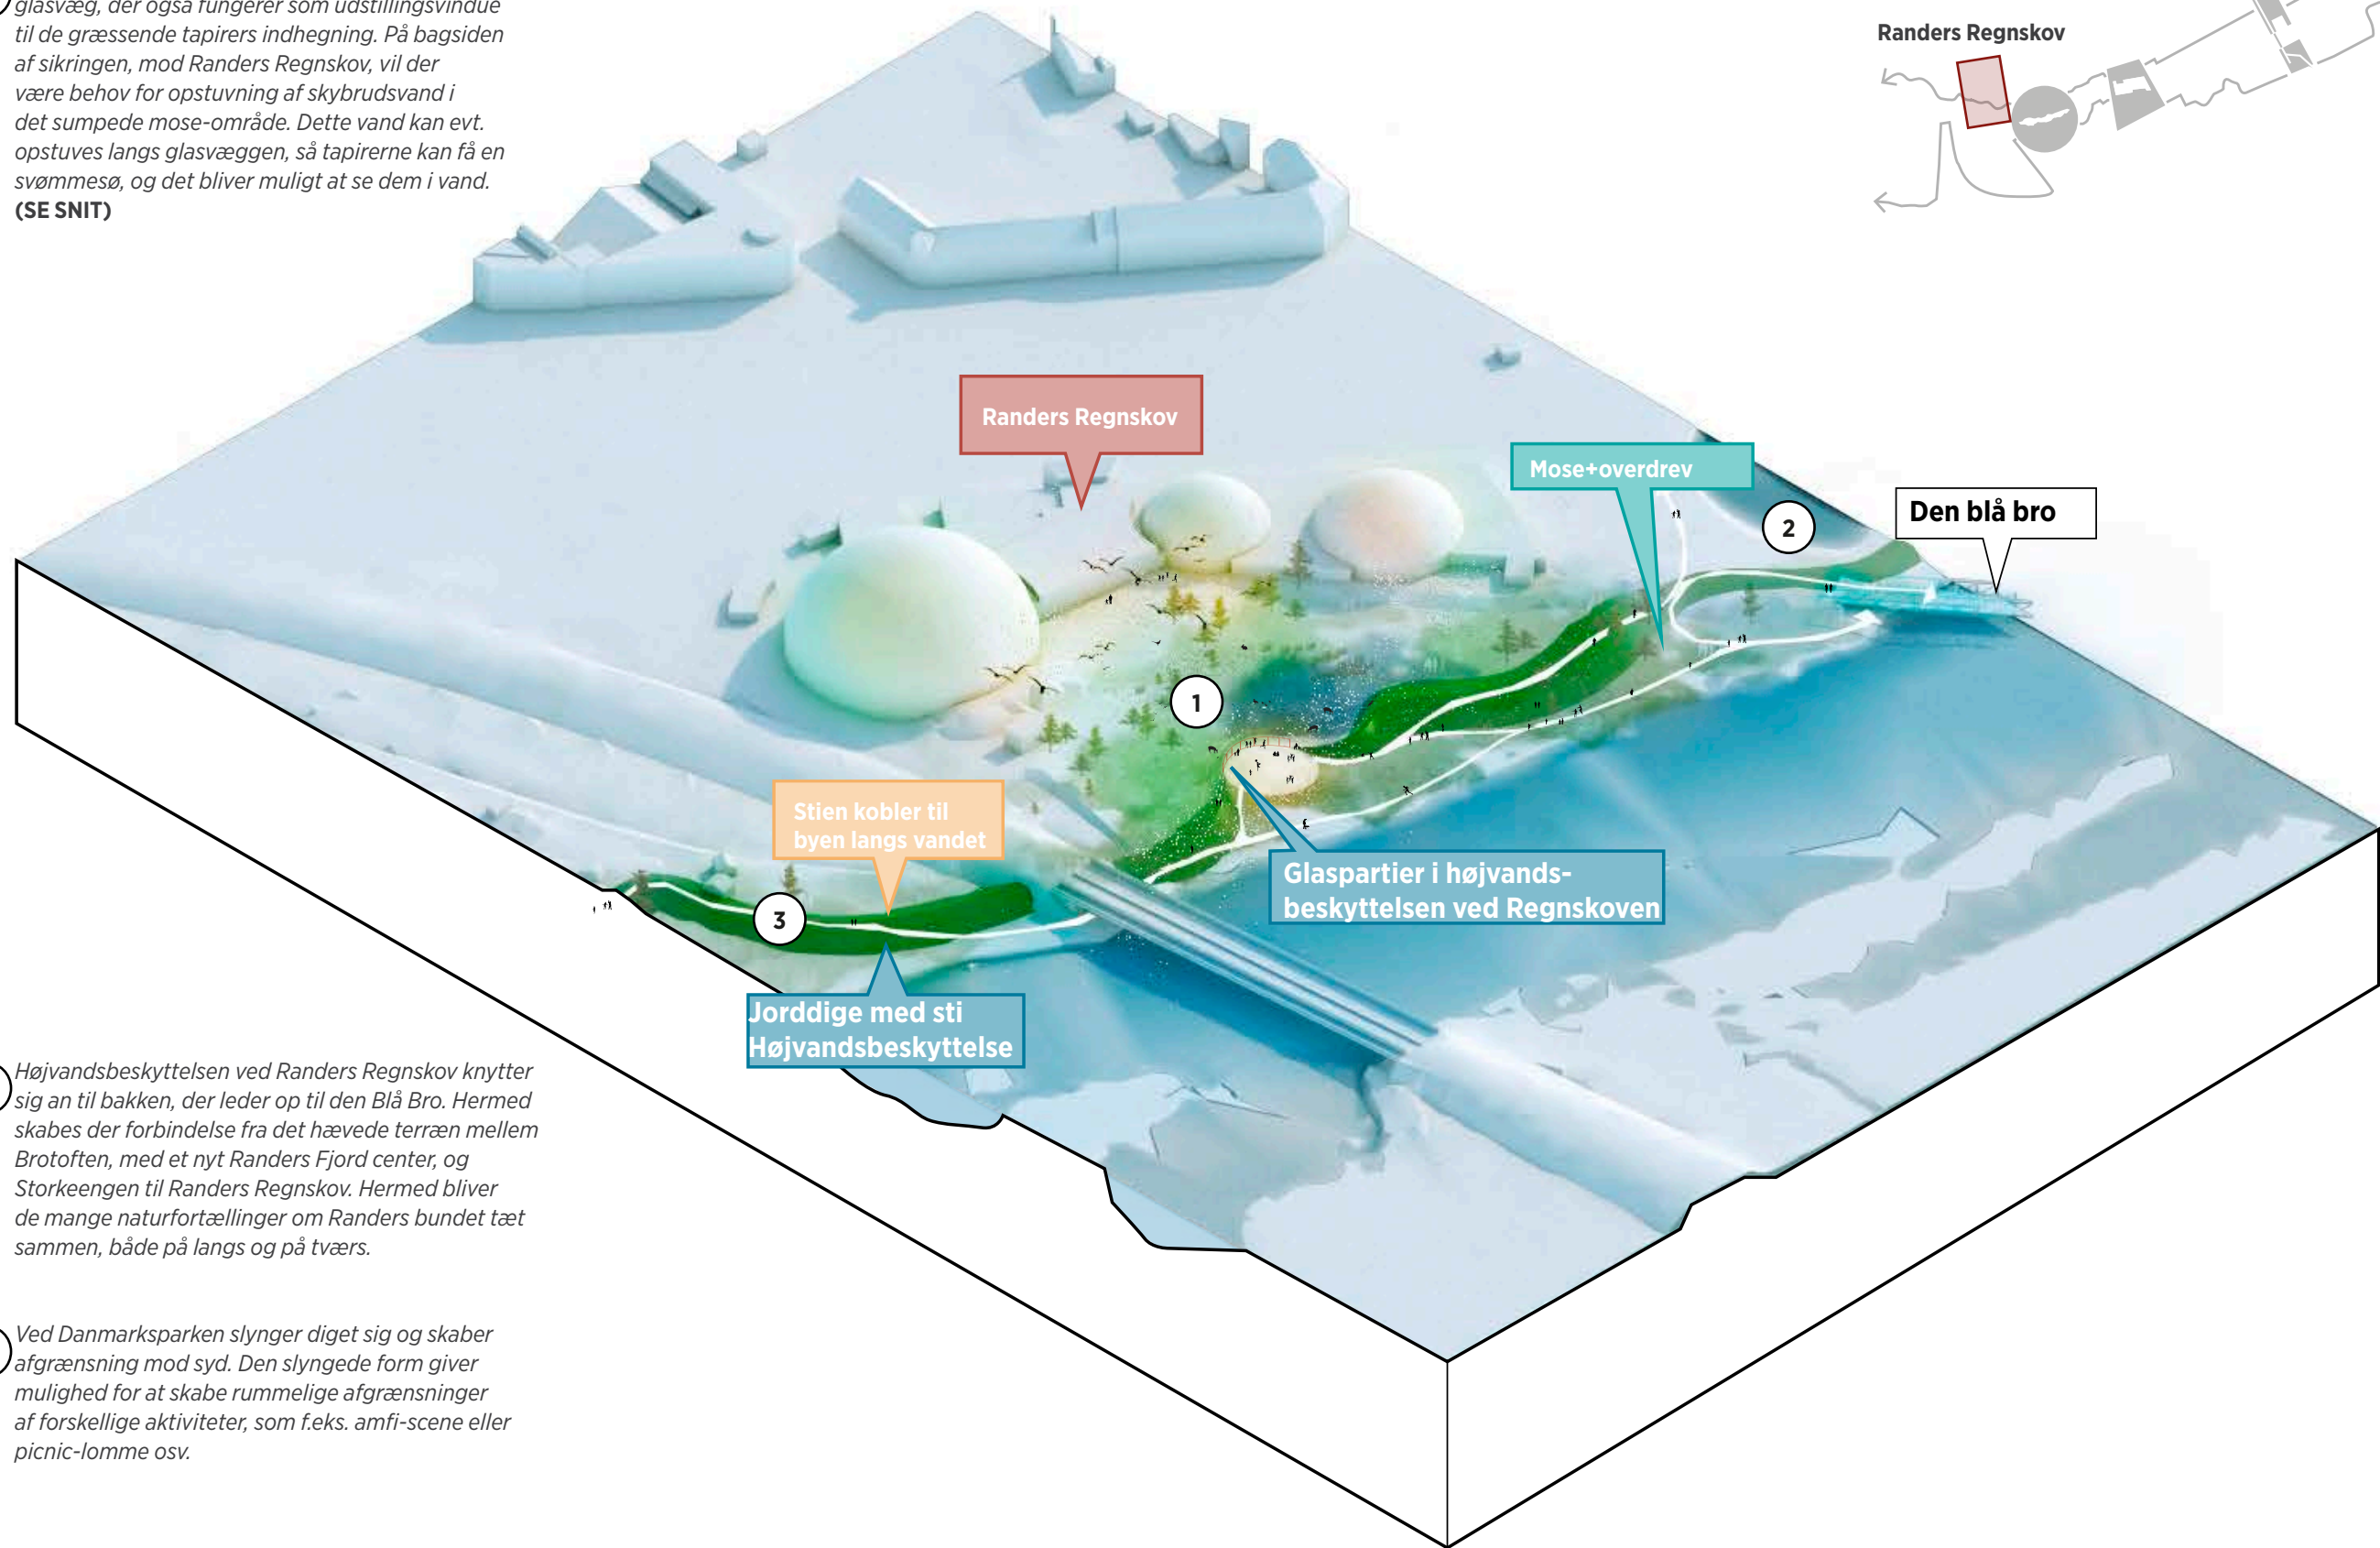 glasvæg, der også fungerer som udstillingsvindue
til de græssende tapirers indhegning. På bagsiden
af sikringen, mod Randers Regnskov, vil der
være behov for opstuvning af skybrudsvand i
det sumpede mose-område. Dette vand kan evt.
opstuves langs glasvæggen, så tapirerne kan få en
svømmesø, og det bliver muligt at se dem i vand.
(SE SNIT)
Randers Regnskov
Randers Regnskov
Mose+overdrev
2
Den blå bro
1
Stien kobler til
byen langs vandet
3
Glaspartier i højvands-
beskyttelsen ved Regnskoven
Jorddige med sti
Højvandsbeskyttelse
Højvandsbeskyttelsen ved Randers Regnskov knytter
sig an til bakken, der leder op til den Blå Bro. Hermed
skabes der forbindelse fra det hævede terræn mellem
Brotoften, med et nyt Randers Fjord center, og
Storkeengen til Randers Regnskov. Hermed bliver
de mange naturfortællinger om Randers bundet tæt
sammen, både på langs og på tværs.
Ved Danmarksparken slynger diget sig og skaber
afgrænsning mod syd. Den slyngede form giver
mulighed for at skabe rummelige afgrænsninger
af forskellige aktiviteter, som f.eks. amfi-scene eller
picnic-lomme osv.